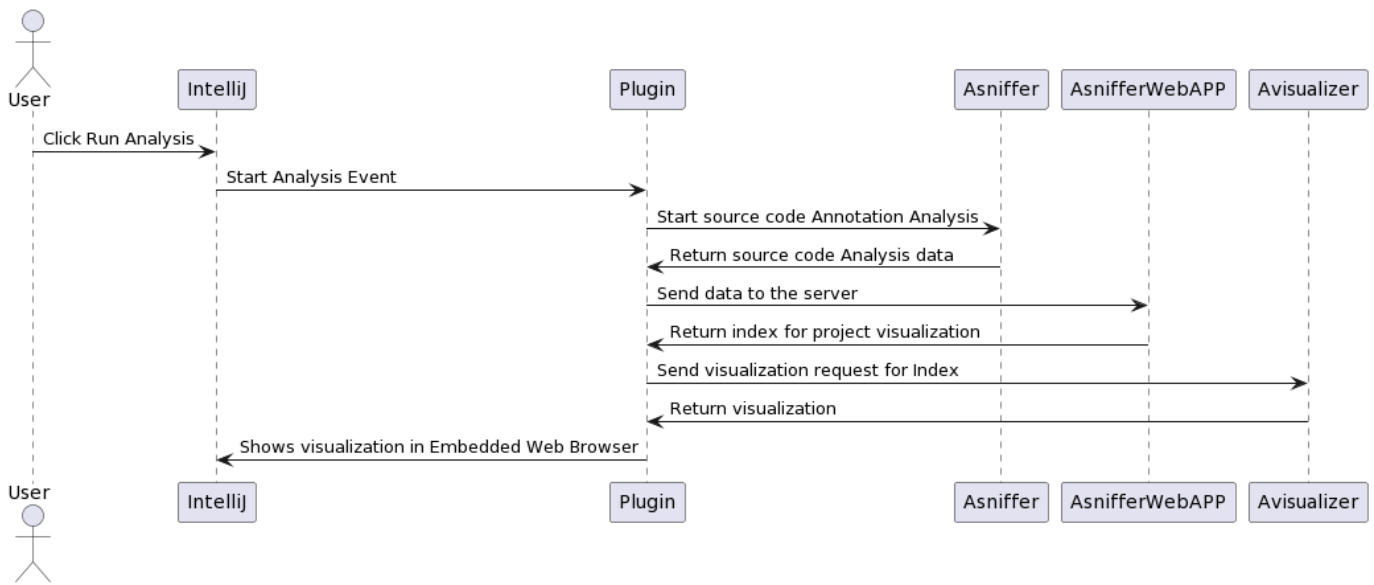 User
IntelliJ
Plugin
Asniffer
AsnifferWebAPP
Avisualizer
Click Run Analysis
Start Analysis Event
Start source code Annotation Analysis
Return source code Analysis data
Send data to the server
Return index for project visualization
Send visualization request for Index
Return visualization
Shows visualization in Embedded Web Browser
User
IntelliJ
Plugin
Asniffer
AsnifferWebAPP
Avisualizer